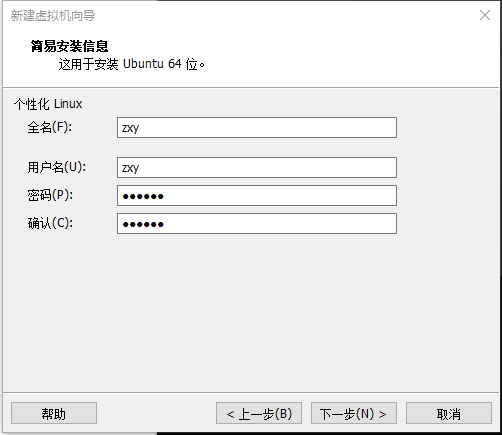 新建虚拟机向导
简易安装信息
这用于安装 Ubuntu 64 位。
个性化 Linux
全名(F): zxy
用户名(U): zxy
密码(P): ●●●●●●
确认(C): ●●●●●●
帮助 < 上一步(B) 下一步(N) > 取消